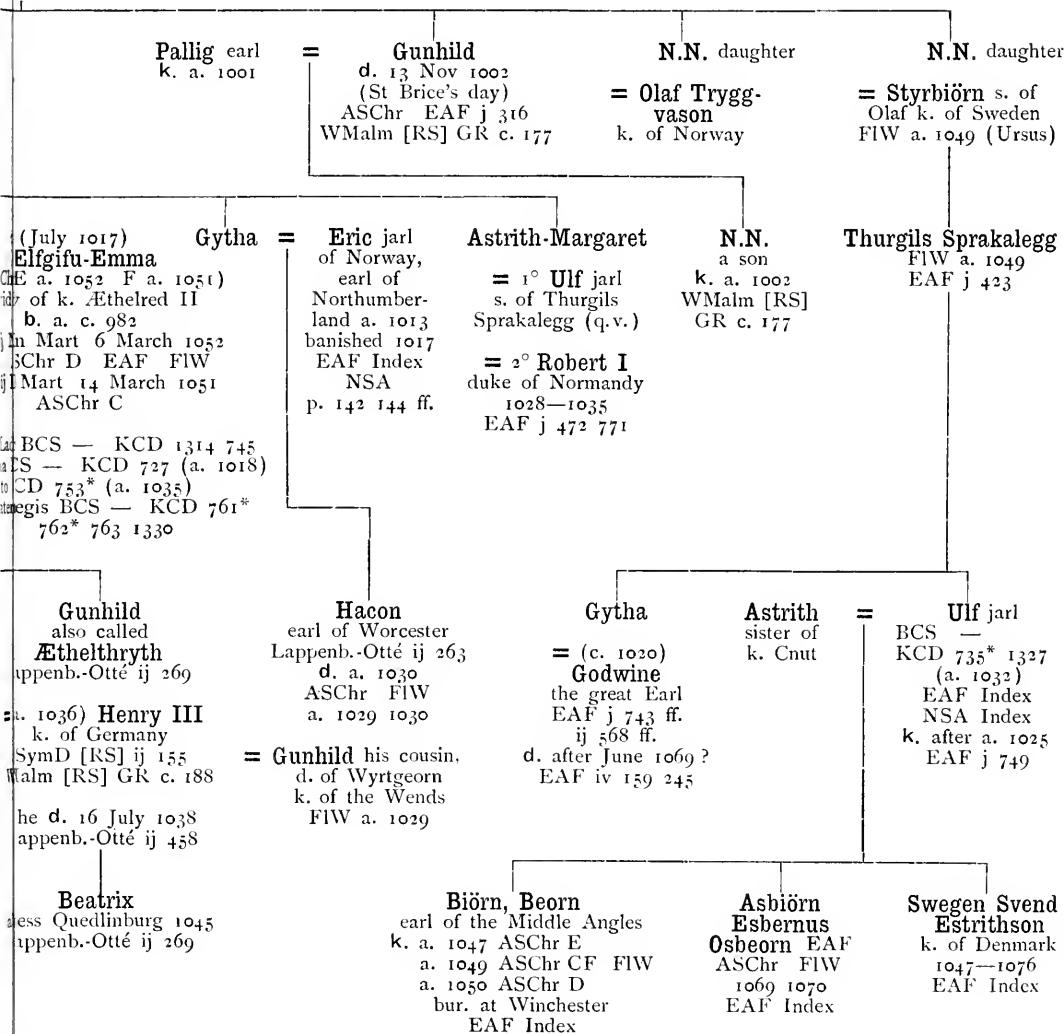 Pallig earl
k. a. 1001
=
Gunhild
d. 13 Nov 1002
(St Brice's day)
ASChr EAF j 316
WMalm [RS] GR c. 177
N.N. daughter
= Olaf Trygg-
vason
k. of Norway
N.N. daughter
= Styrbiörn s. of
Olaf k. of Sweden
FlW a. 1049 (Ursus)
(July 1017)
Elfgifu-Emma
E a. 1052 F a. 1051)
of k. Æthelred II
b. a. c. 982
Mart 6 March 1052
SChr D EAF FlW
Mart 14 March 1051
ASChr C
BCS — KCD 1314 745
CS — KCD 727 (a. 1018)
CD 753* (a. 1035)
regis BCS — KCD 761*
762* 763 1330
Gytha =
Eric jarl
of Norway,
earl of
Northumber-
land a. 1013
banished 1017
EAF Index
NSA
p. 142 144 ff.
Astrith-Margaret
= 1° Ulf jarl
s. of Thurgils
Sprakalegg (q.v.)
= 2° Robert I
duke of Normandy
1028—1035
EAF j 472 771
N.N.
a son
k. a. 1002
WMalm [RS]
GR c. 177
Thurgils Sprakalegg
FlW a. 1049
EAF j 423
Gunhild
also called
Æthelthryth
appenb.-Otté ij 269
a. 1036) Henry III
k. of Germany
SymD [RS] ij 155
Malm [RS] GR c. 188
he d. 16 July 1038
appenb.-Otté ij 458
Hacon
earl of Worcester
Lappenb.-Otté ij 263
d. a. 1030
ASChr FlW
a. 1029 1030
= Gunhild his cousin,
d. of Wyrtgeorn
k. of the Wends
FlW a. 1029
Gytha
= (c. 1020)
Godwine
the great Earl
EAF j 743 ff.
ij 568 ff.
d. after June 1069 ?
EAF iv 159 245
Astrith
sister of
k. Cnut
=
Ulf jarl
BCS —
KCD 735* 1327
(a. 1032)
EAF Index
NSA Index
k. after a. 1025
EAF j 749
Beatrix
ess Quedlinburg 1045
appenb.-Otté ij 269
Biörn, Beorn
earl of the Middle Angles
k. a. 1047 ASChr E
a. 1049 ASChr CF FlW
a. 1050 ASChr D
bur. at Winchester
EAF Index
Asbiörn
Esbernus
Osbeorn EAF
ASChr FlW
1069 1070
EAF Index
Swegen Svend
Estrithson
k. of Denmark
1047—1076
EAF Index